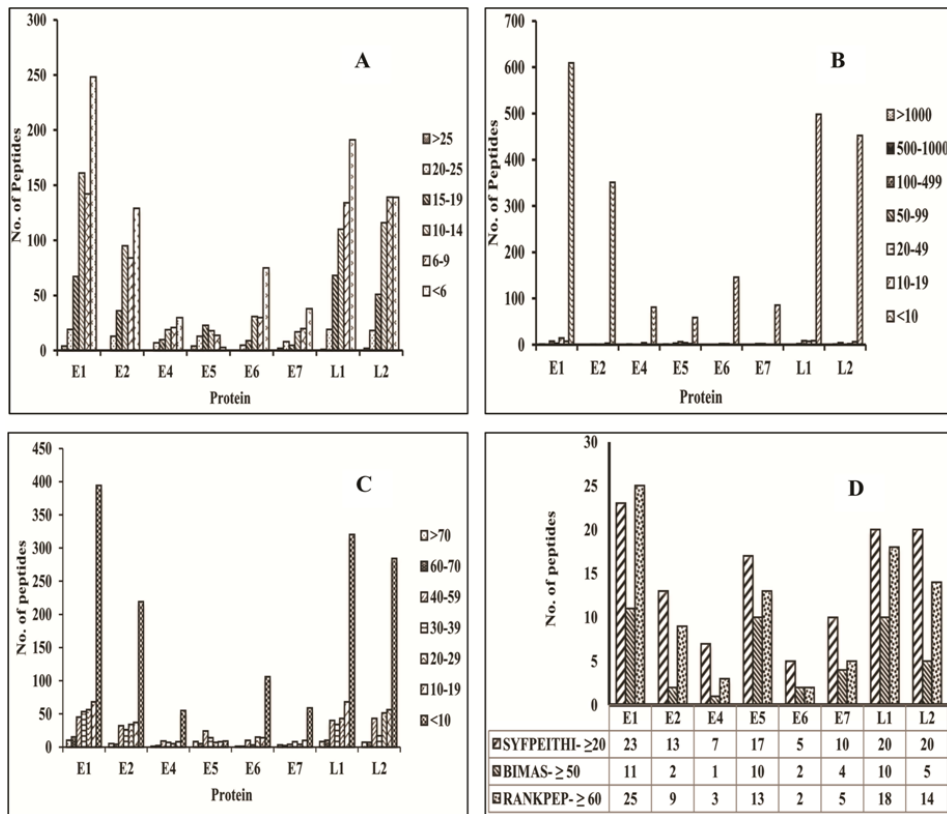 A
No. of Peptides
300
250
200
150
100
50
0
E1 E2 E4 E5 E6 E7 L1 L2
Protein
>25
20-25
15-19
10-14
6-9
<6
B
No. of Peptides
700
600
500
400
300
200
100
0
E1 E2 E4 E5 E6 E7 L1 L2
Protein
>1000
500-1000
100-499
50-99
20-49
10-19
<10
C
No. of peptides
450
400
350
300
250
200
150
100
50
0
E1 E2 E4 E5 E6 E7 L1 L2
Protein
>70
60-70
40-59
30-39
20-29
10-19
<10
D
No. of peptides
30
25
20
15
10
5
0
E1 E2 E4 E5 E6 E7 L1 L2
SYFPEITHI- ≥20 23 13 7 17 5 10 20 20
BIMAS- ≥ 50 11 2 1 10 2 4 10 5
RANKPEP- ≥ 60 25 9 3 13 2 5 18 14